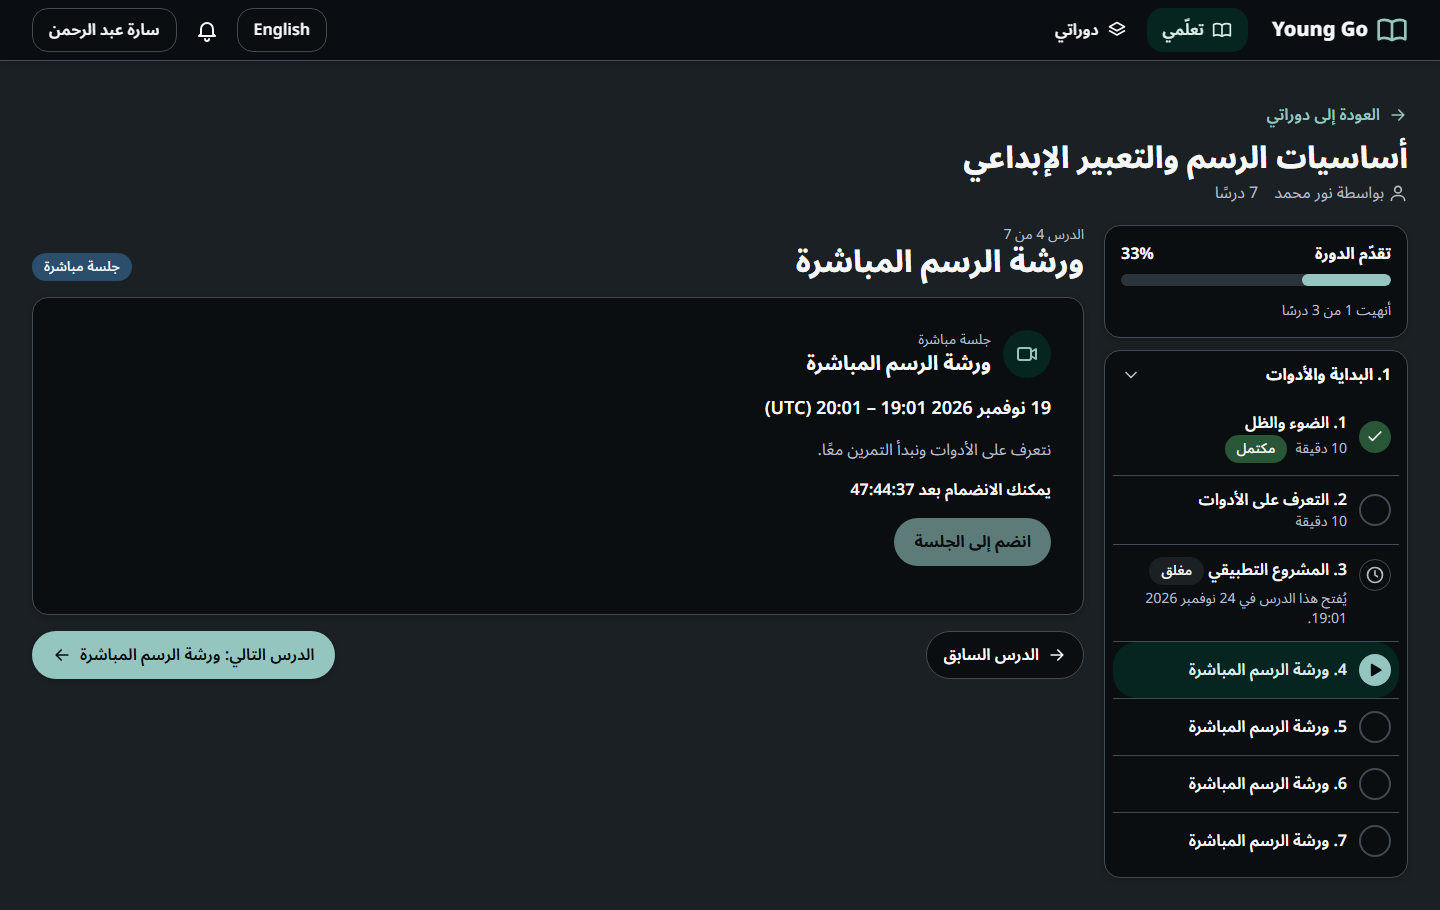 Young Go
تعلّمي
دوراتي
English
سارة عبد الرحمن
العودة إلى دوراتي
أساسيات الرسم والتعبير الإبداعي
بواسطة نور محمد 7 درسًا
تقدّم الدورة 33%
أنهيت 1 من 3 درسًا
1. البداية والأدوات
1. الضوء والظل
10 دقيقة مكتمل
2. التعرف على الأدوات
10 دقيقة
3. المشروع التطبيقي مغلق
يُفتح هذا الدرس في 24 نوفمبر 2026
19:01.
4. ورشة الرسم المباشرة
5. ورشة الرسم المباشرة
6. ورشة الرسم المباشرة
7. ورشة الرسم المباشرة
الدرس 4 من 7
ورشة الرسم المباشرة
جلسة مباشرة
جلسة مباشرة
ورشة الرسم المباشرة
19 نوفمبر 2026 19:01 – 20:01 (UTC)
نتعرف على الأدوات ونبدأ التمرين معًا.
يمكنك الانضمام بعد 47:44:37
انضم إلى الجلسة
الدرس السابق
الدرس التالي: ورشة الرسم المباشرة